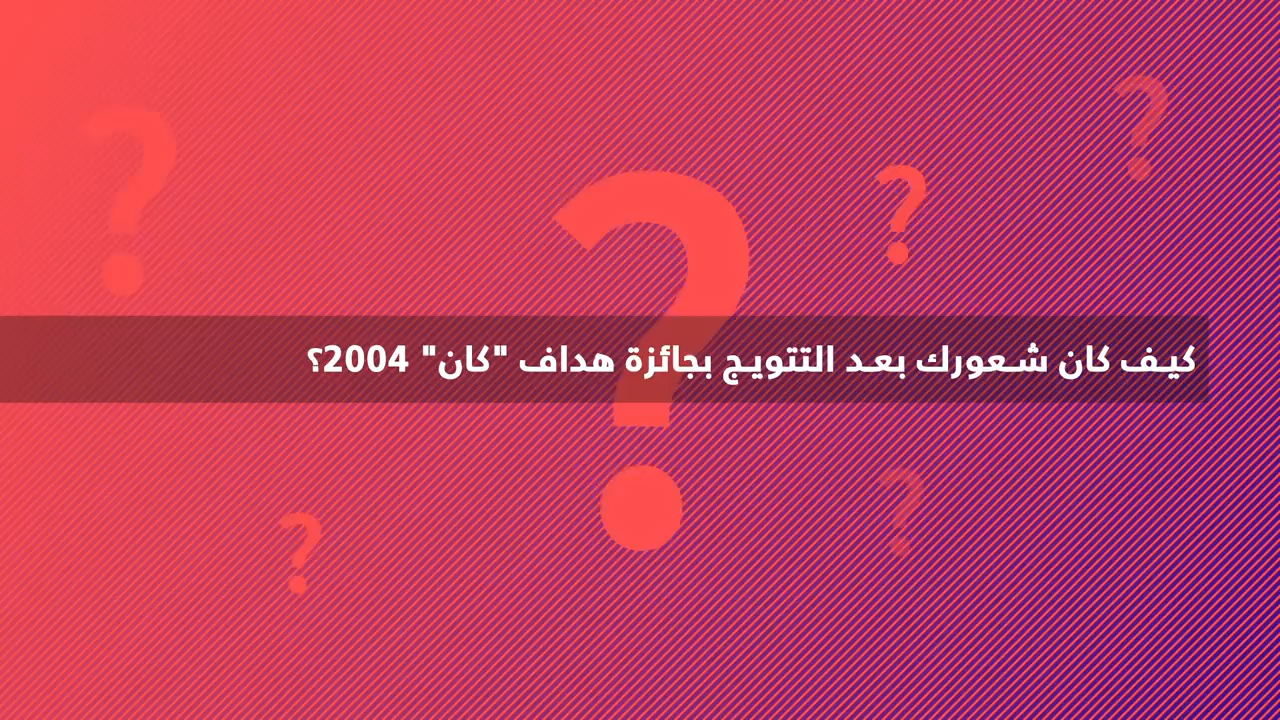 كيف كان شعورك بعد التتويج بجائزة هداف "كان" 2004؟